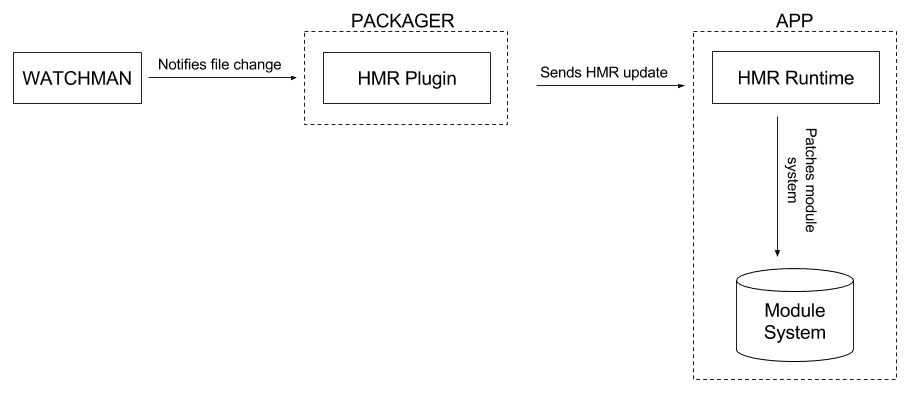 PACKAGER
APP
WATCHMAN
Notifies file change
HMR Plugin
Sends HMR update
HMR Runtime
Patches module
system
Module
System